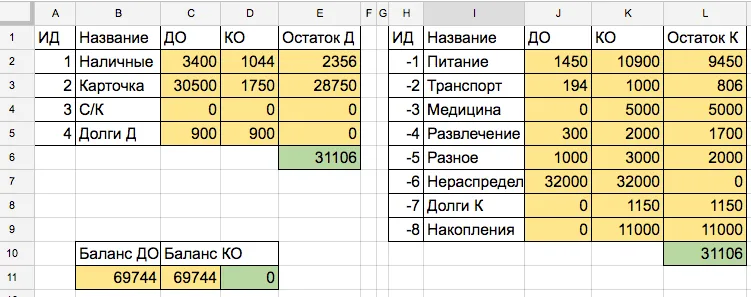 A B C D E F G H I J K L
1 ИД Название ДО КО Остаток Д ИД Название ДО КО Остаток К
2 1 Наличные 3400 1044 2356 -1 Питание 1450 10900 9450
3 2 Карточка 30500 1750 28750 -2 Транспорт 194 1000 806
4 3 С/К 0 0 0 -3 Медицина 0 5000 5000
5 4 Долги Д 900 900 0 -4 Развлечение 300 2000 1700
6 31106 -5 Разное 1000 3000 2000
7 -6 Нераспредел 32000 32000 0
8 -7 Долги К 0 1150 1150
9 -8 Накопления 0 11000 11000
10 Баланс ДО Баланс КО 31106
11 69744 69744 0